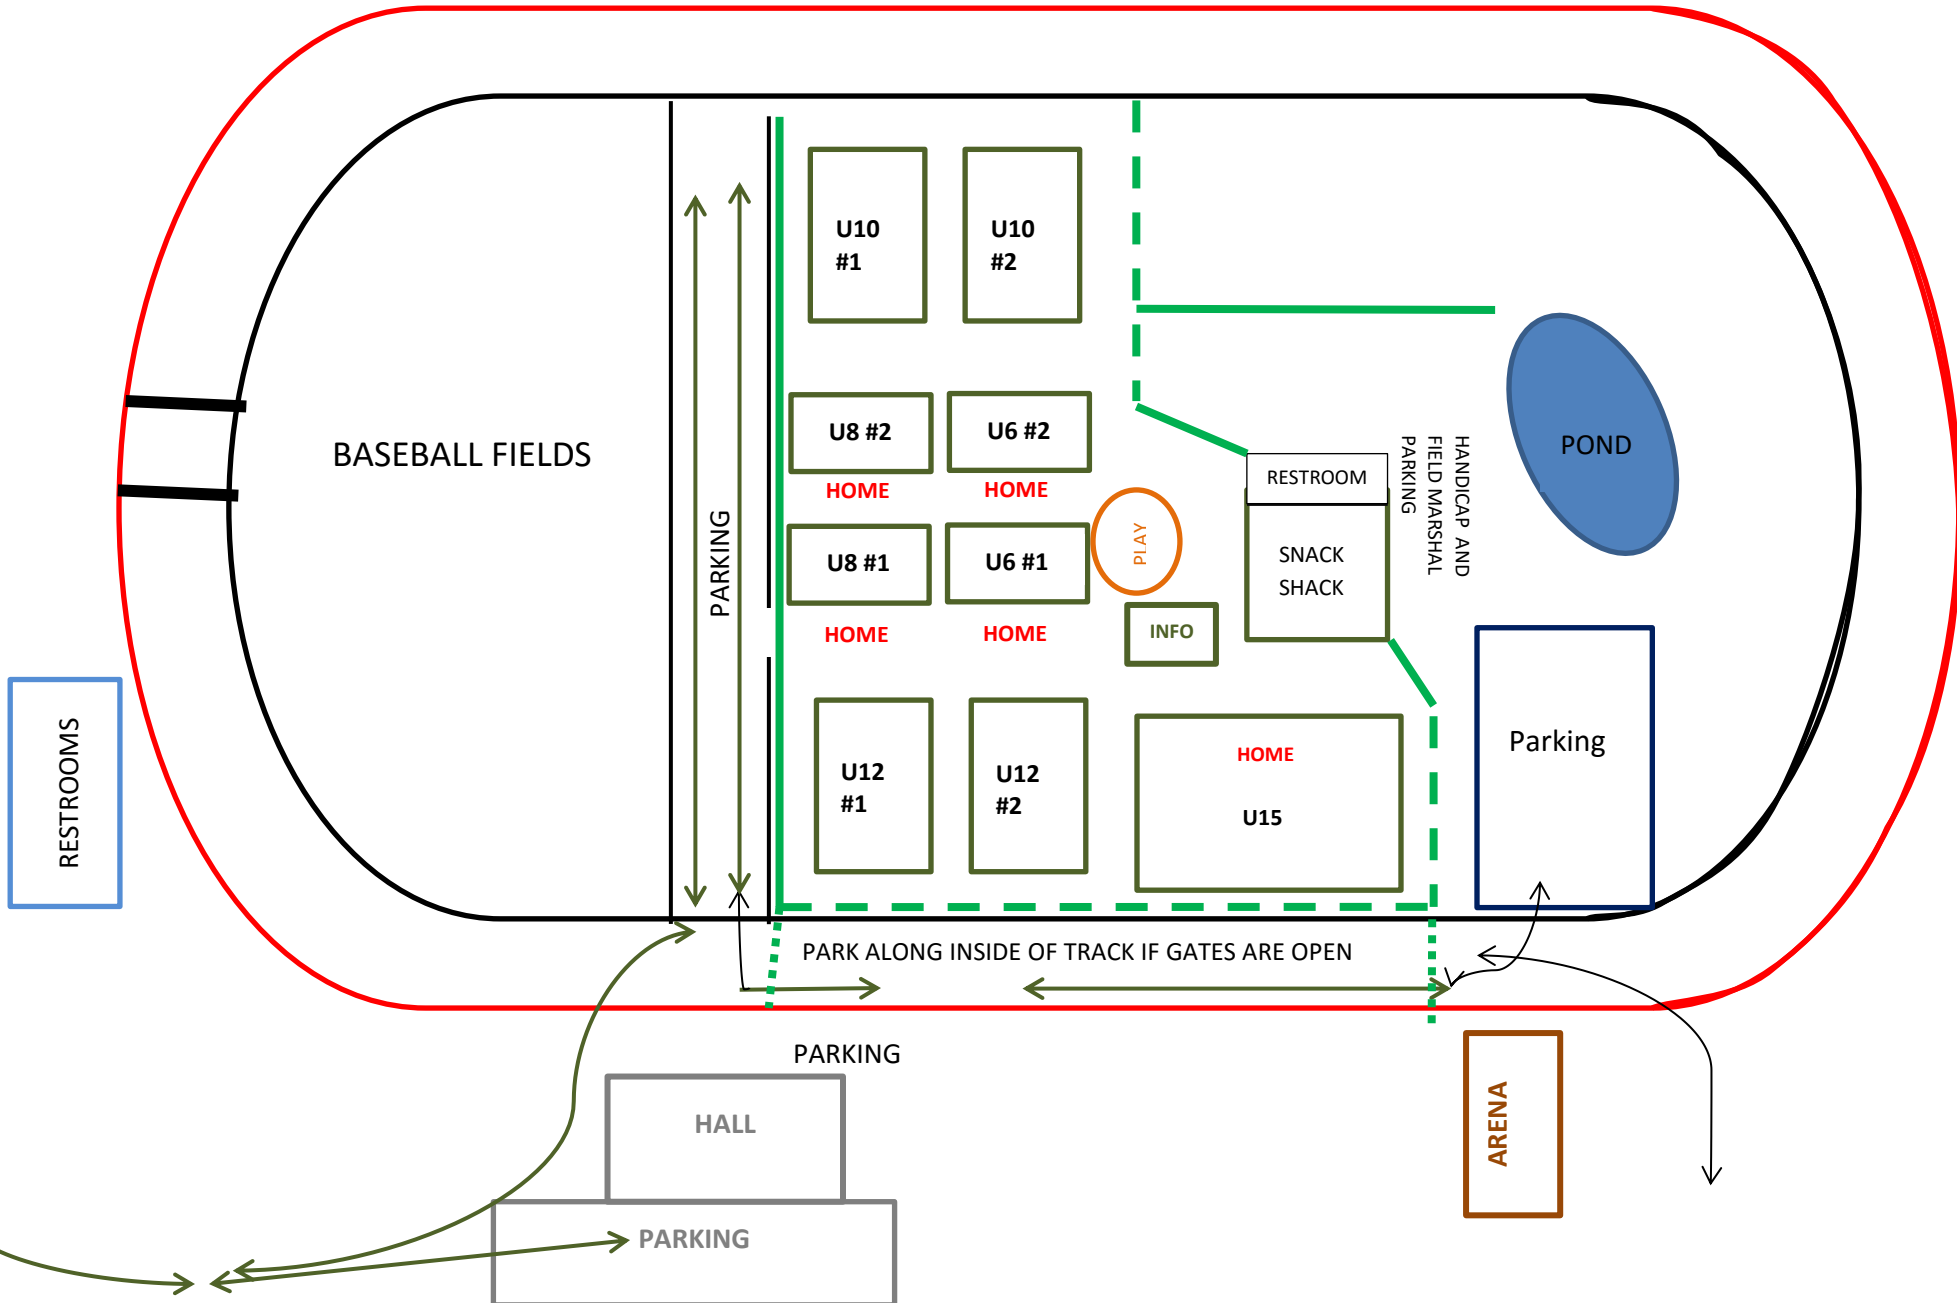 U10
#1
U10
#2
BASEBALL FIELDS
PARKING
U8 #2
U6 #2
HOME
HOME
U8 #1
U6 #1
HOME
HOME
PLAY
INFO
RESTROOM
SNACK
SHACK
HANDICAP AND
FIELD MARSHAL
PARKING
POND
Parking
RESTROOMS
U12
#1
U12
#2
HOME
U15
PARK ALONG INSIDE OF TRACK IF GATES ARE OPEN
PARKING
HALL
PARKING
ARENA